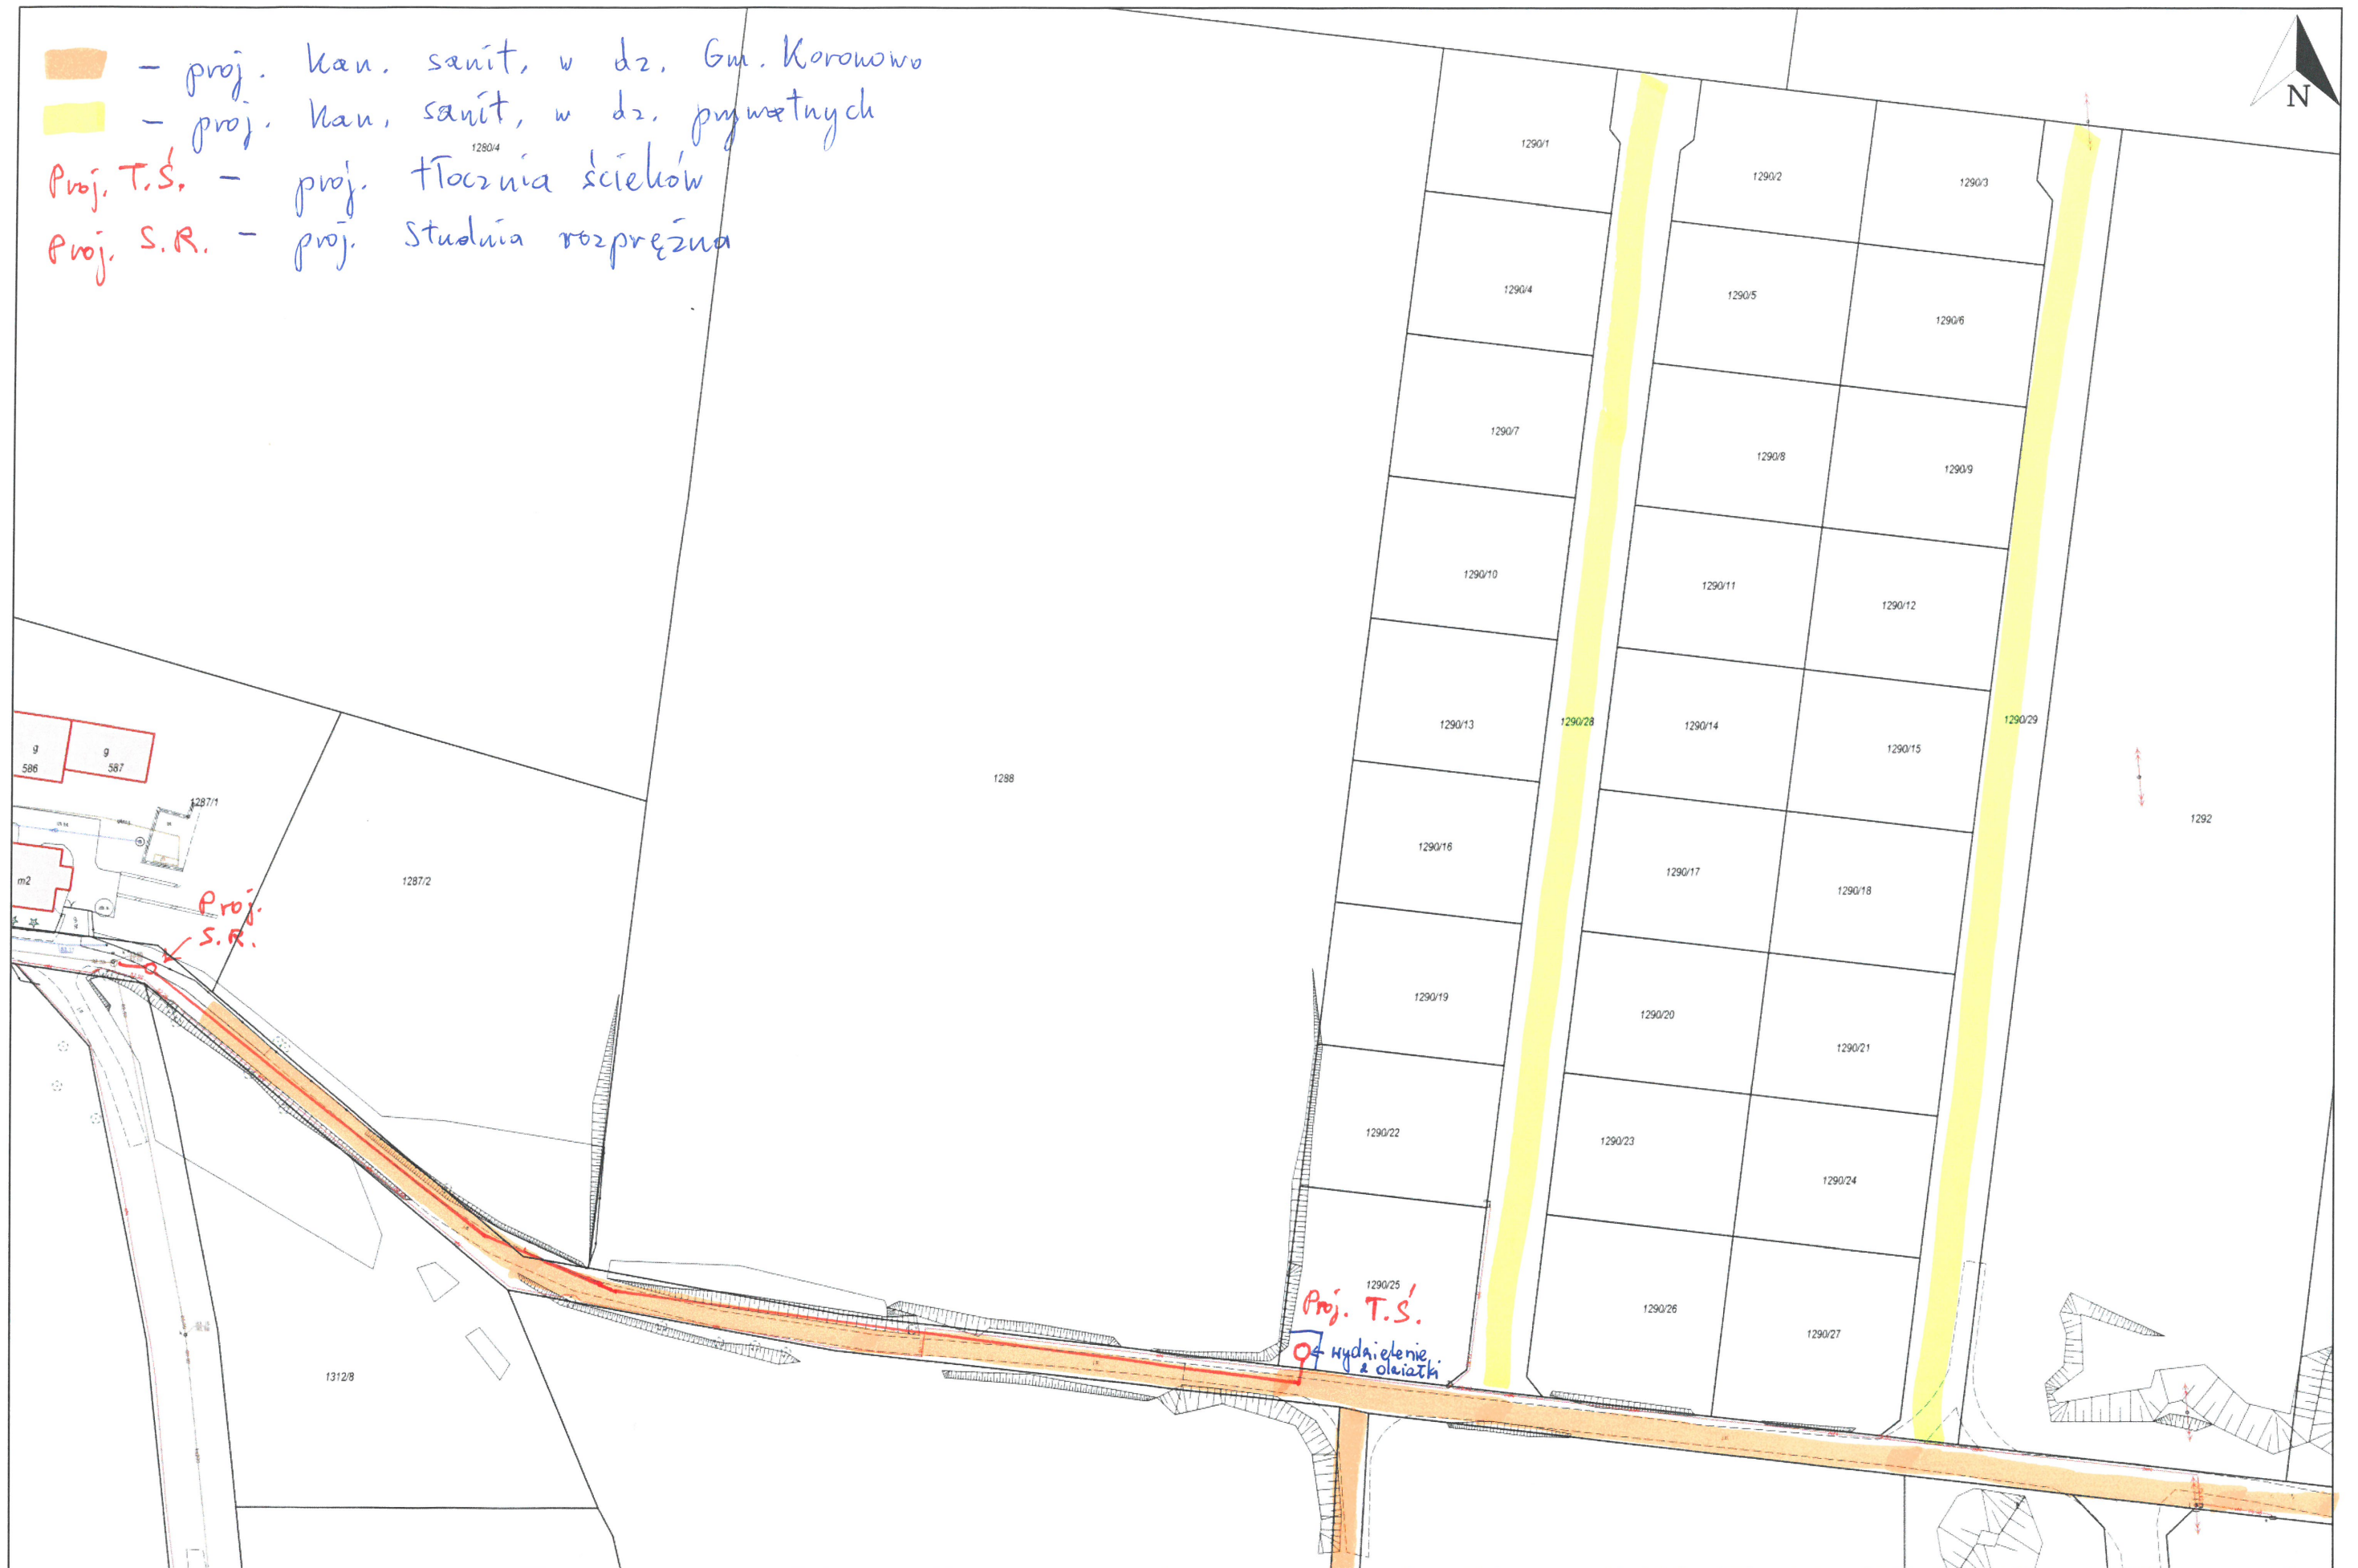 - proj. kan. sanit. w dz. Gm. Koronowo
- proj. kan. sanit. w dz. prywatnych
1280/4
Proj. T.Ś. - proj. tłocznia ścieków
Proj. S.R. - proj. studnia rozprężna
N
1290/1
1290/2
1290/3
1290/4
1290/5
1290/6
1290/7
1290/8
1290/9
1290/10
1290/11
1290/12
1290/13
1290/28
1290/14
1290/29
1290/15
g
586
g
587
1287/1
1288
1292
1290/16
1290/17
1290/18
m2
1287/2
Proj.
S.R.
1290/19
1290/20
1290/21
1290/22
1290/23
1290/24
1290/25
Proj. T.Ś.
1290/26
1290/27
wydzielenie
z działki
1312/8